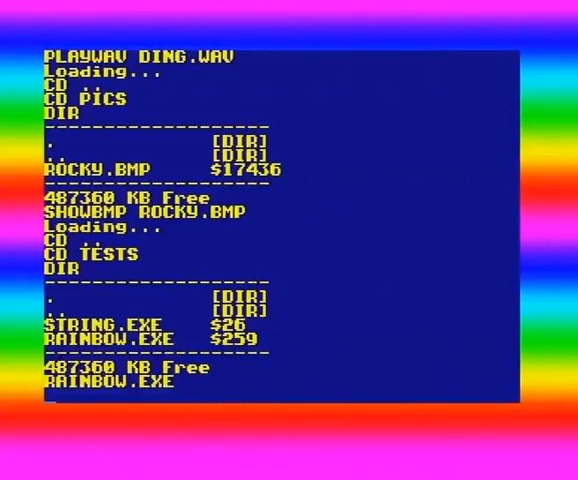 PLAYWAV DING.WAV
Loading...
CD ..
CD PICS
DIR
--------------------
. [DIR]
.. [DIR]
ROCKY.BMP $17436
--------------------
487360 KB Free
SHOWBMP ROCKY.BMP
Loading...
CD ..
CD TESTS
DIR
--------------------
. [DIR]
.. [DIR]
STRING.EXE $26
RAINBOW.EXE $259
--------------------
487360 KB Free
RAINBOW.EXE
_